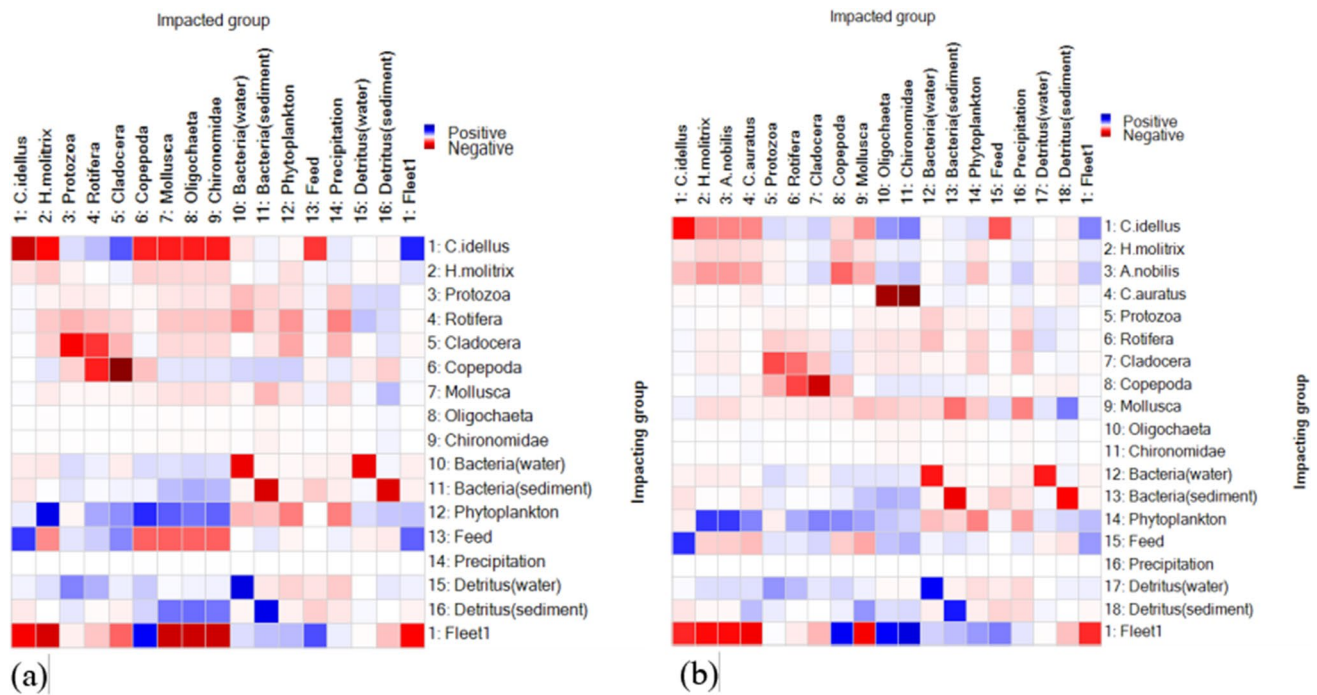 Impacted group
1: C.idellus
2: H.molitrix
3: Protozoa
4: Rotifera
5: Cladocera
6: Copepoda
7: Mollusca
8: Oligochaeta
9: Chironomidae
10: Bacteria(water)
11: Bacteria(sediment)
12: Phytoplankton
13: Feed
14: Precipitation
15: Detritus(water)
16: Detritus(sediment)
1: Fleet1
Positive
Negative
1: C.idellus
2: H.molitrix
3: Protozoa
4: Rotifera
5: Cladocera
6: Copepoda
7: Mollusca
8: Oligochaeta
9: Chironomidae
10: Bacteria(water)
11: Bacteria(sediment)
12: Phytoplankton
13: Feed
14: Precipitation
15: Detritus(water)
16: Detritus(sediment)
1: Fleet1
Impacting group
(a)
Impacted group
1: C.idellus
2: H.molitrix
3: A.nobilis
4: C.auratus
5: Protozoa
6: Rotifera
7: Cladocera
8: Copepoda
9: Mollusca
10: Oligochaeta
11: Chironomidae
12: Bacteria(water)
13: Bacteria(sediment)
14: Phytoplankton
15: Feed
16: Precipitation
17: Detritus(water)
18: Detritus(sediment)
1: Fleet1
Positive
Negative
1: C.idellus
2: H.molitrix
3: A.nobilis
4: C.auratus
5: Protozoa
6: Rotifera
7: Cladocera
8: Copepoda
9: Mollusca
10: Oligochaeta
11: Chironomidae
12: Bacteria(water)
13: Bacteria(sediment)
14: Phytoplankton
15: Feed
16: Precipitation
17: Detritus(water)
18: Detritus(sediment)
1: Fleet1
Impacting group
(b)